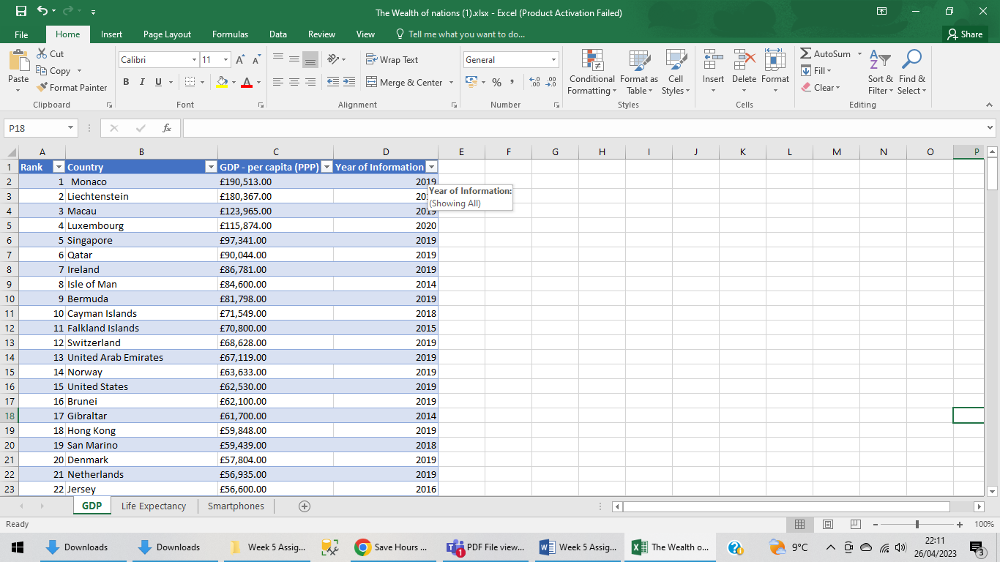 The Wealth of nations (1).xlsx - Excel (Product Activation Failed)
File Home Insert Page Layout Formulas Data Review View Tell me what you want to do... Share
Paste
Cut
Copy
Format Painter
Clipboard
Calibri 11
B I U
Font
Wrap Text
Merge & Center
Alignment
General
% ,
Number
Conditional Formatting
Format as Table
Cell Styles
Styles
Insert Delete Format
Cells
AutoSum
Fill
Clear
Sort & Filter
Find & Select
Editing
P18 fx
A B C D E F G H I J K L M N O P
1 Rank Country GDP - per capita (PPP) Year of Information
2 1 Monaco £190,513.00 2019
Year of Information:
(Showing All)
3 2 Liechtenstein £180,367.00
4 3 Macau £123,965.00 2019
5 4 Luxembourg £115,874.00 2020
6 5 Singapore £97,341.00 2019
7 6 Qatar £90,044.00 2019
8 7 Ireland £86,781.00 2019
9 8 Isle of Man £84,600.00 2014
10 9 Bermuda £81,798.00 2019
11 10 Cayman Islands £71,549.00 2018
12 11 Falkland Islands £70,800.00 2015
13 12 Switzerland £68,628.00 2019
14 13 United Arab Emirates £67,119.00 2019
15 14 Norway £63,633.00 2019
16 15 United States £62,530.00 2019
17 16 Brunei £62,100.00 2019
18 17 Gibraltar £61,700.00 2014
19 18 Hong Kong £59,848.00 2019
20 19 San Marino £59,439.00 2018
21 20 Denmark £57,804.00 2019
22 21 Netherlands £56,935.00 2019
23 22 Jersey £56,600.00 2016
GDP Life Expectancy Smartphones
Ready 100%
Downloads Downloads Week 5 Assig... Save Hours ... PDF File view... Week 5 Assig... The Wealth o... 9°C
1
22:11
26/04/2023
3